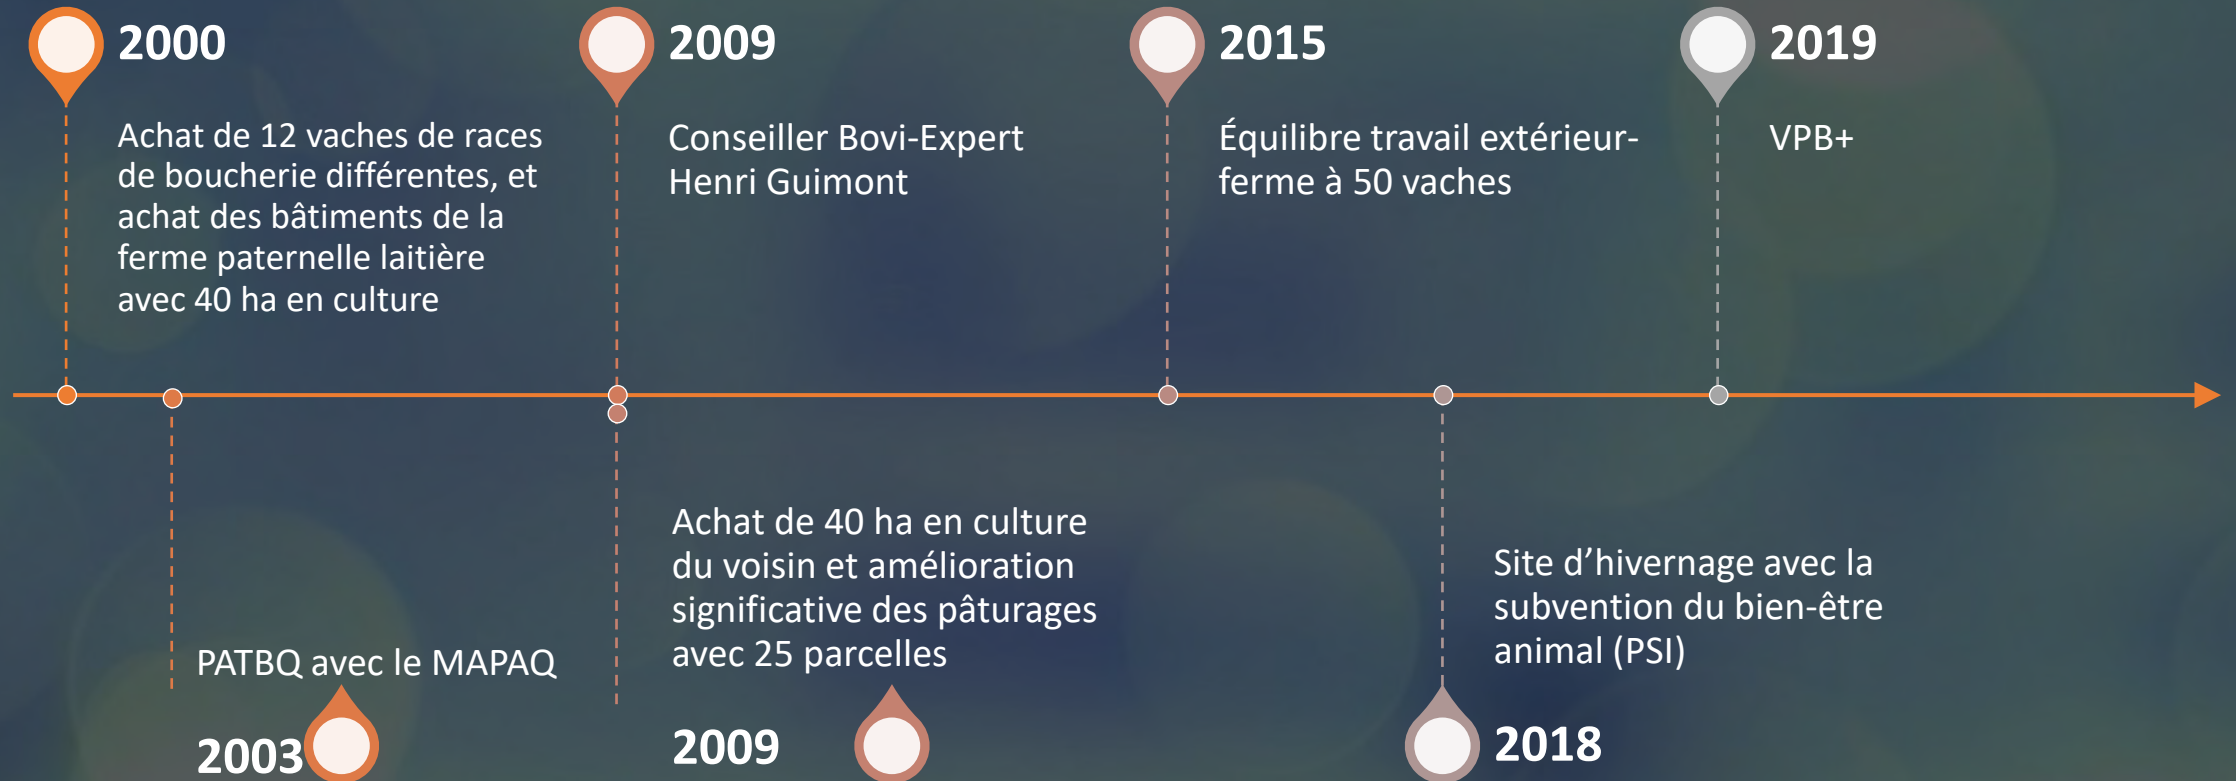 2000
Achat de 12 vaches de races
de boucherie différentes, et
achat des bâtiments de la
ferme paternelle laitière
avec 40 ha en culture
2009
Conseiller Bovi-Expert
Henri Guimont
2015
Équilibre travail extérieur-
ferme à 50 vaches
2019
VPB+
PATBQ avec le MAPAQ
2003
Achat de 40 ha en culture
du voisin et amélioration
significative des pâturages
avec 25 parcelles
2009
Site d’hivernage avec la
subvention du bien-être
animal (PSI)
2018